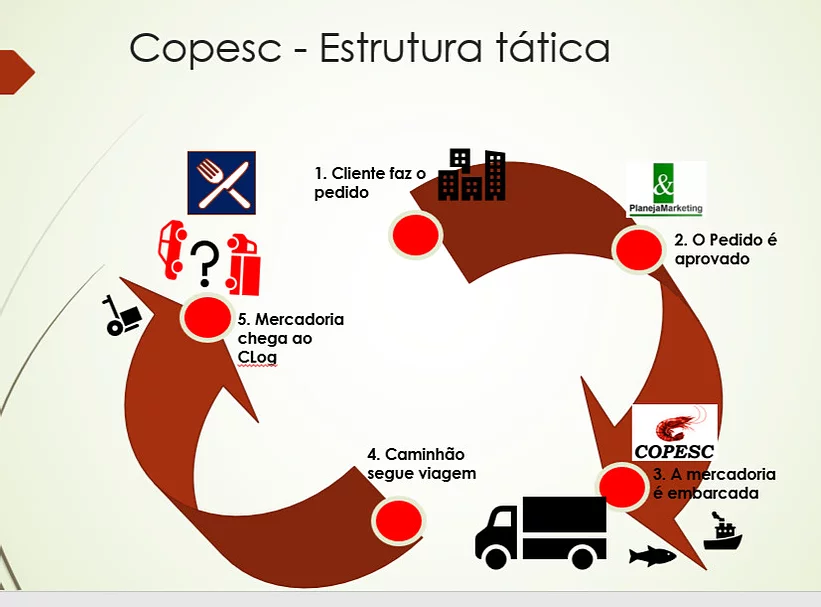 Copesc - Estrutura tática
1. Cliente faz o
pedido
&
PlanejaMarketing
2. O Pedido é
aprovado
?
5. Mercadoria
chega ao
CLog
COPESC
3. A mercadoria
é embarcada
4. Caminhão
segue viagem